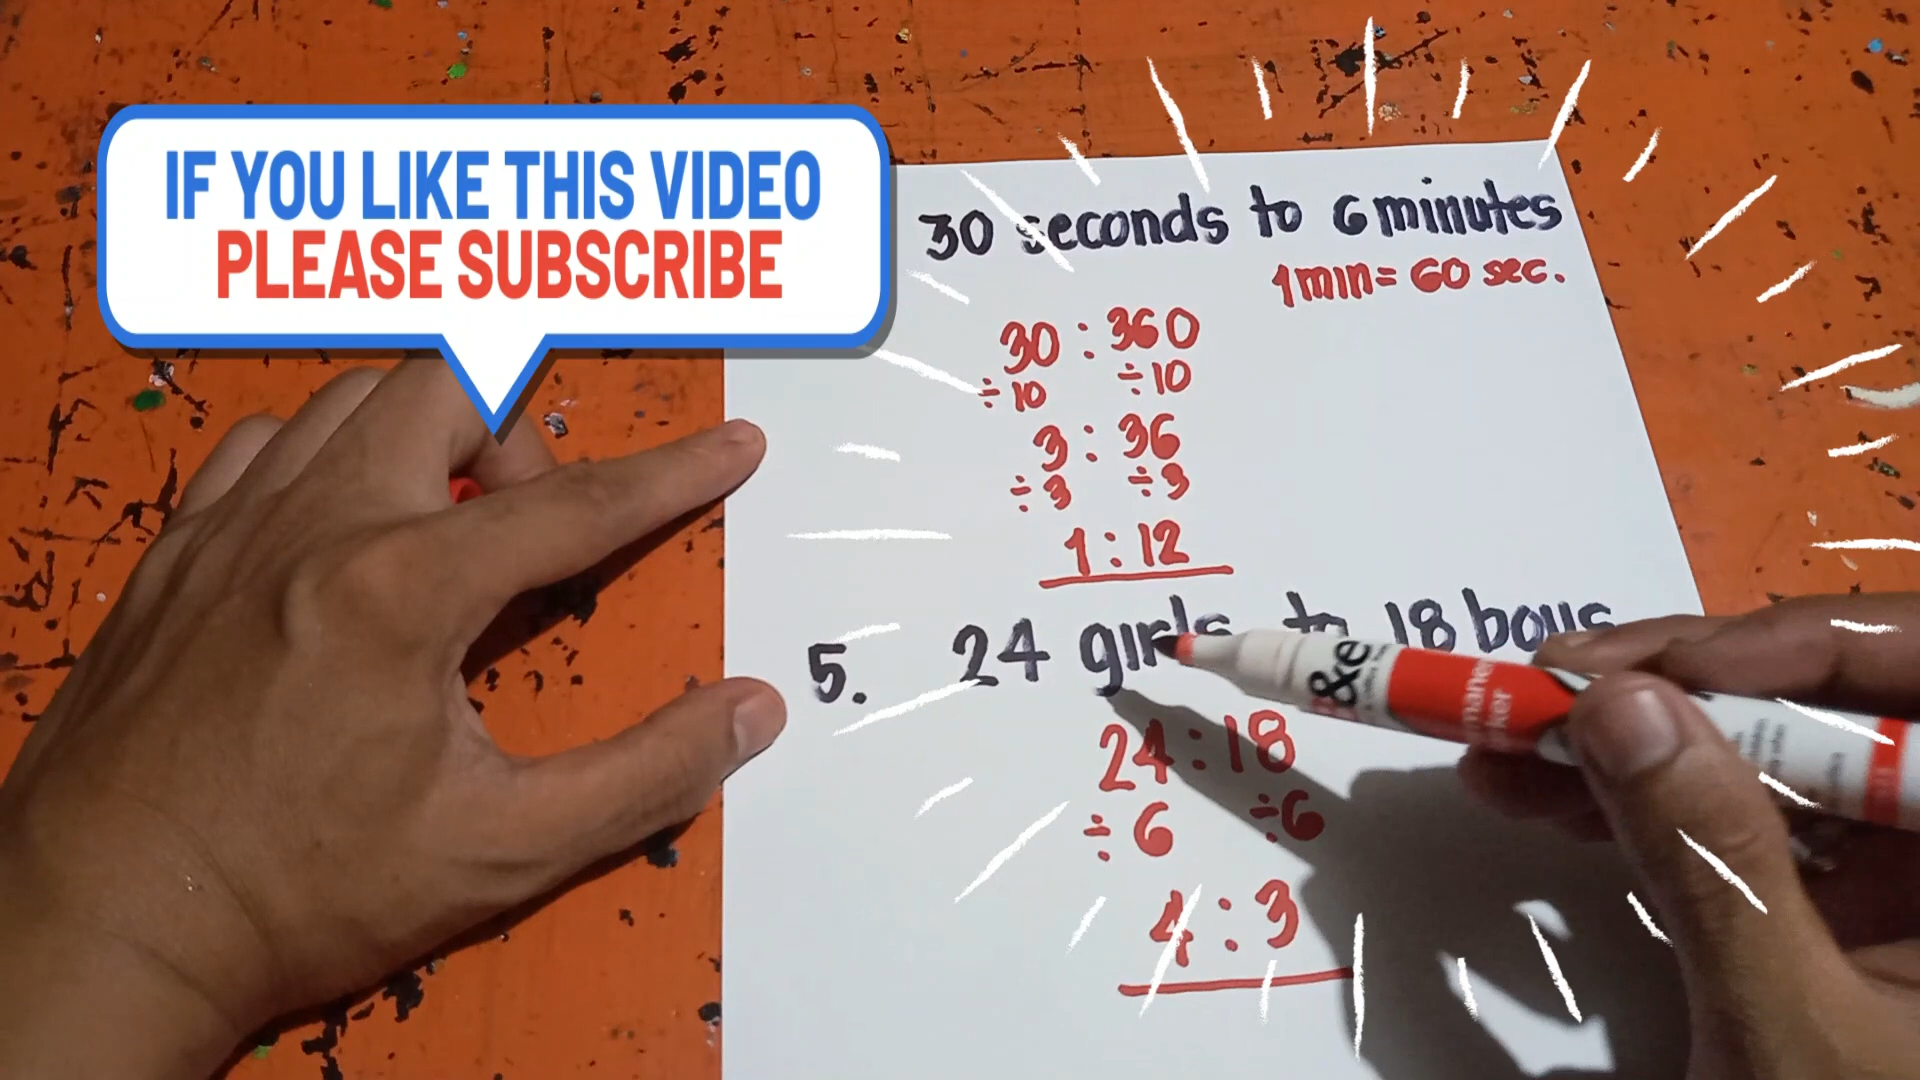 IF YOU LIKE THIS VIDEO
PLEASE SUBSCRIBE
30 seconds to 6 minutes
1 min = 60 sec.
30 : 360
÷10 ÷10
3 : 36
÷3 ÷3
1 : 12
5. 24 girls to 18 boys
24 : 18
÷6 ÷6
4 : 3
&e